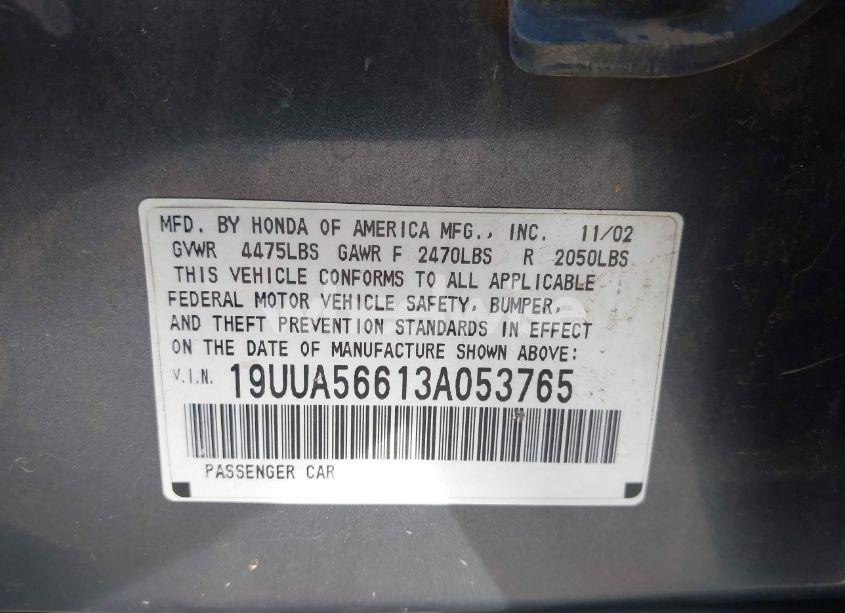 MFD. BY HONDA OF AMERICA MFG., INC. 11/02
GVWR 4475LBS GAWR F 2470LBS R 2050LBS
THIS VEHICLE CONFORMS TO ALL APPLICABLE
FEDERAL MOTOR VEHICLE SAFETY, BUMPER,
AND THEFT PREVENTION STANDARDS IN EFFECT
ON THE DATE OF MANUFACTURE SHOWN ABOVE:
V.I.N. 19UUA56613A053765
PASSENGER CAR